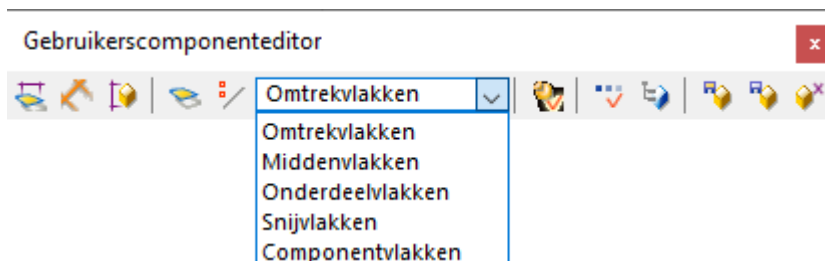 Gebruikerscomponenteditor
Omtrekvlakken
Omtrekvlakken
Middenvlakken
Onderdeelvlakken
Snijvlakken
Componentvlakken